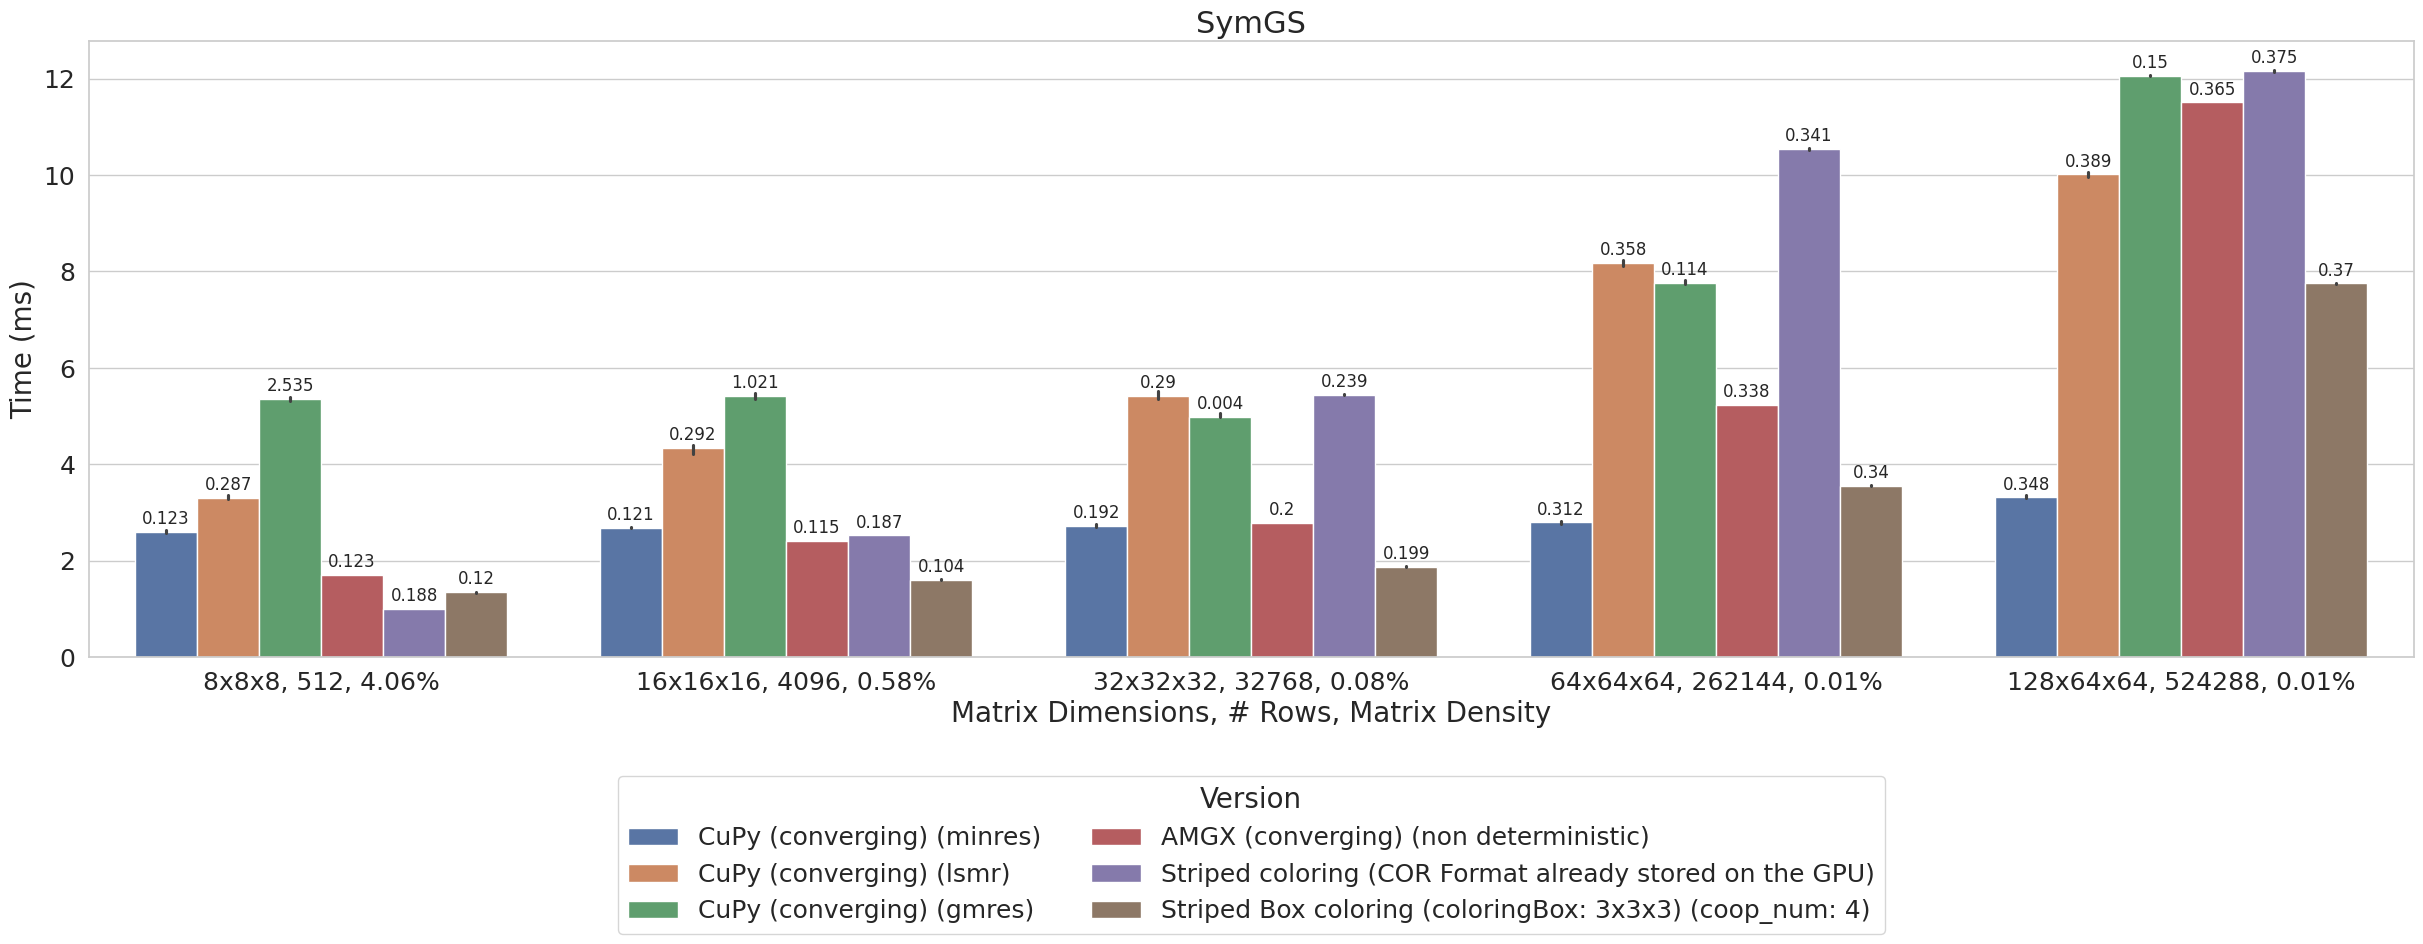 SymGS
Time (ms)
12
10
8
6
4
2
0
0.123
0.287
2.535
0.123
0.188
0.12
0.121
0.292
1.021
0.115
0.187
0.104
0.192
0.29
0.004
0.2
0.239
0.199
0.312
0.358
0.114
0.338
0.341
0.34
0.348
0.389
0.15
0.365
0.375
0.37
8x8x8, 512, 4.06%
16x16x16, 4096, 0.58%
32x32x32, 32768, 0.08%
64x64x64, 262144, 0.01%
128x64x64, 524288, 0.01%
Matrix Dimensions, # Rows, Matrix Density
Version
CuPy (converging) (minres)
CuPy (converging) (lsmr)
CuPy (converging) (gmres)
AMGX (converging) (non deterministic)
Striped coloring (COR Format already stored on the GPU)
Striped Box coloring (coloringBox: 3x3x3) (coop_num: 4)